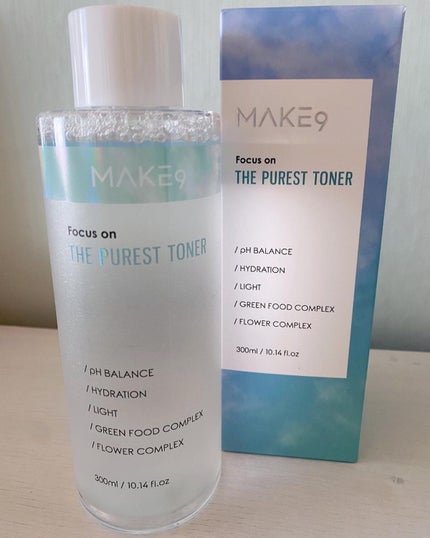 MAKE9
Focus on
THE PUREST TONER
/ pH BALANCE
/ HYDRATION
/ LIGHT
/ GREEN FOOD COMPLEX
/ FLOWER COMPLEX
300ml / 10.14 fl.oz
MAKE9
Focus on
THE PUREST TONER
/ pH BALANCE
/ HYDRATION
/ LIGHT
/ GREEN FOOD COMPLEX
/ FLOWER COMPLEX
300ml / 10.14 fl.oz